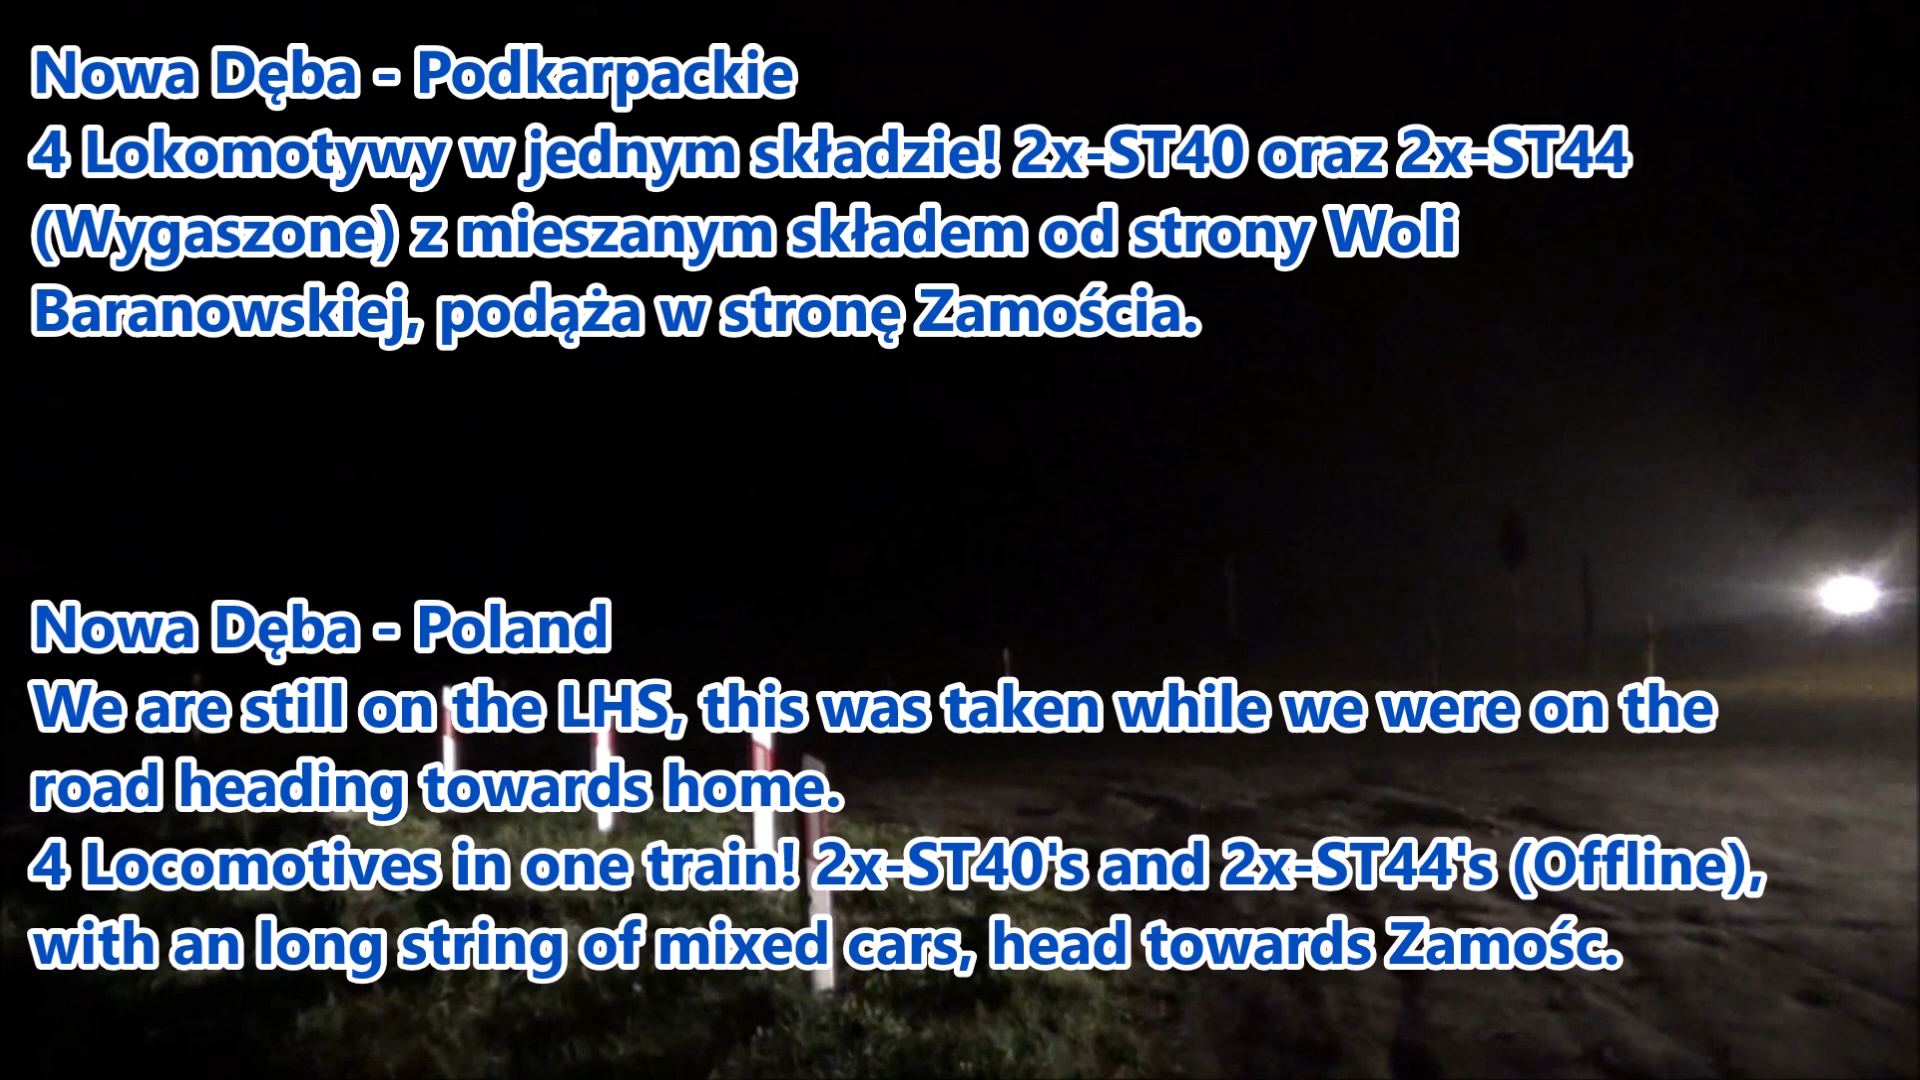 Nowa Dęba - Podkarpackie
4 Lokomotywy w jednym składzie! 2x-ST40 oraz 2x-ST44
(Wygaszone) z mieszanym składem od strony Woli
Baranowskiej, podąża w stronę Zamościa.
Nowa Dęba - Poland
We are still on the LHS, this was taken while we were on the
road heading towards home.
4 Locomotives in one train! 2x-ST40's and 2x-ST44's (Offline),
with an long string of mixed cars, head towards Zamośc.